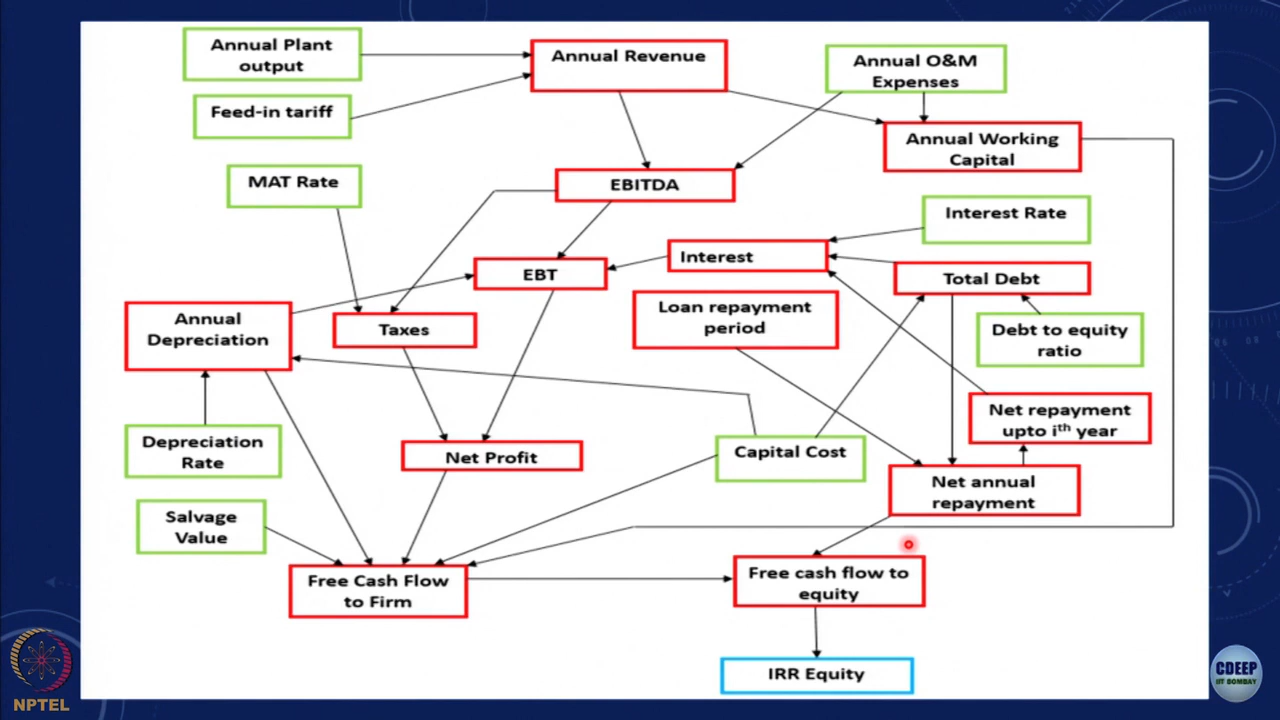 Annual Plant
output
Annual Revenue
Annual O&M
Expenses
Feed-in tariff
Annual Working
Capital
MAT Rate
EBITDA
Interest Rate
Interest
EBT
Total Debt
Annual
Depreciation
Taxes
Loan repayment
period
Debt to equity
ratio
Net repayment
upto iᵗʰ year
Depreciation
Rate
Net Profit
Capital Cost
Net annual
repayment
Salvage
Value
Free Cash Flow
to Firm
Free cash flow to
equity
IRR Equity
NPTEL
CDEEP
IIT BOMBAY